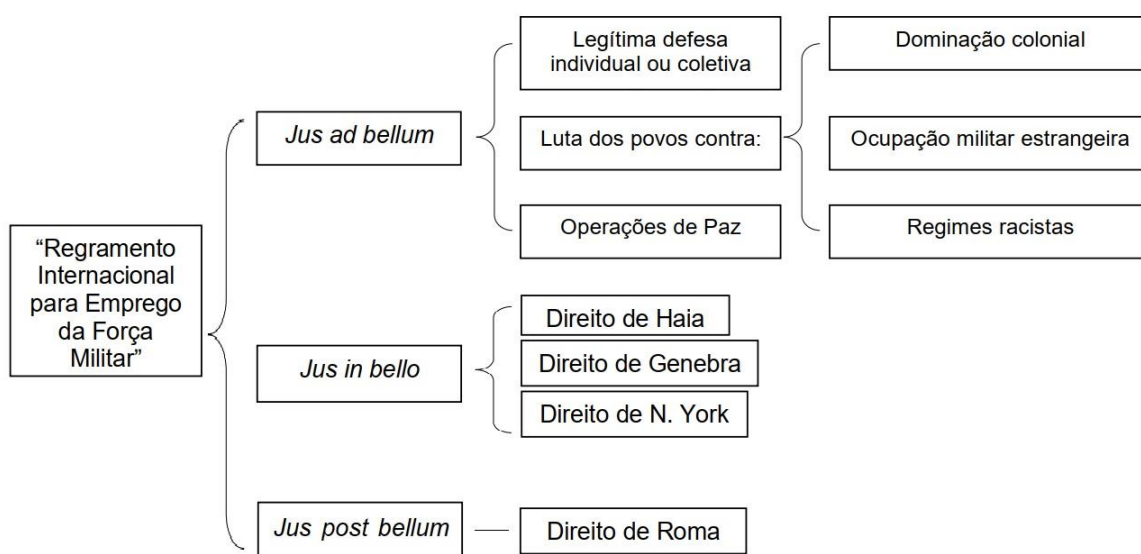 “Regramento
Internacional
para Emprego
da Força
Militar”
Jus ad bellum
Legítima defesa
individual ou coletiva
Luta dos povos contra:
Dominação colonial
Ocupação militar estrangeira
Regimes racistas
Operações de Paz
Jus in bello
Direito de Haia
Direito de Genebra
Direito de N. York
Jus post bellum
Direito de Roma